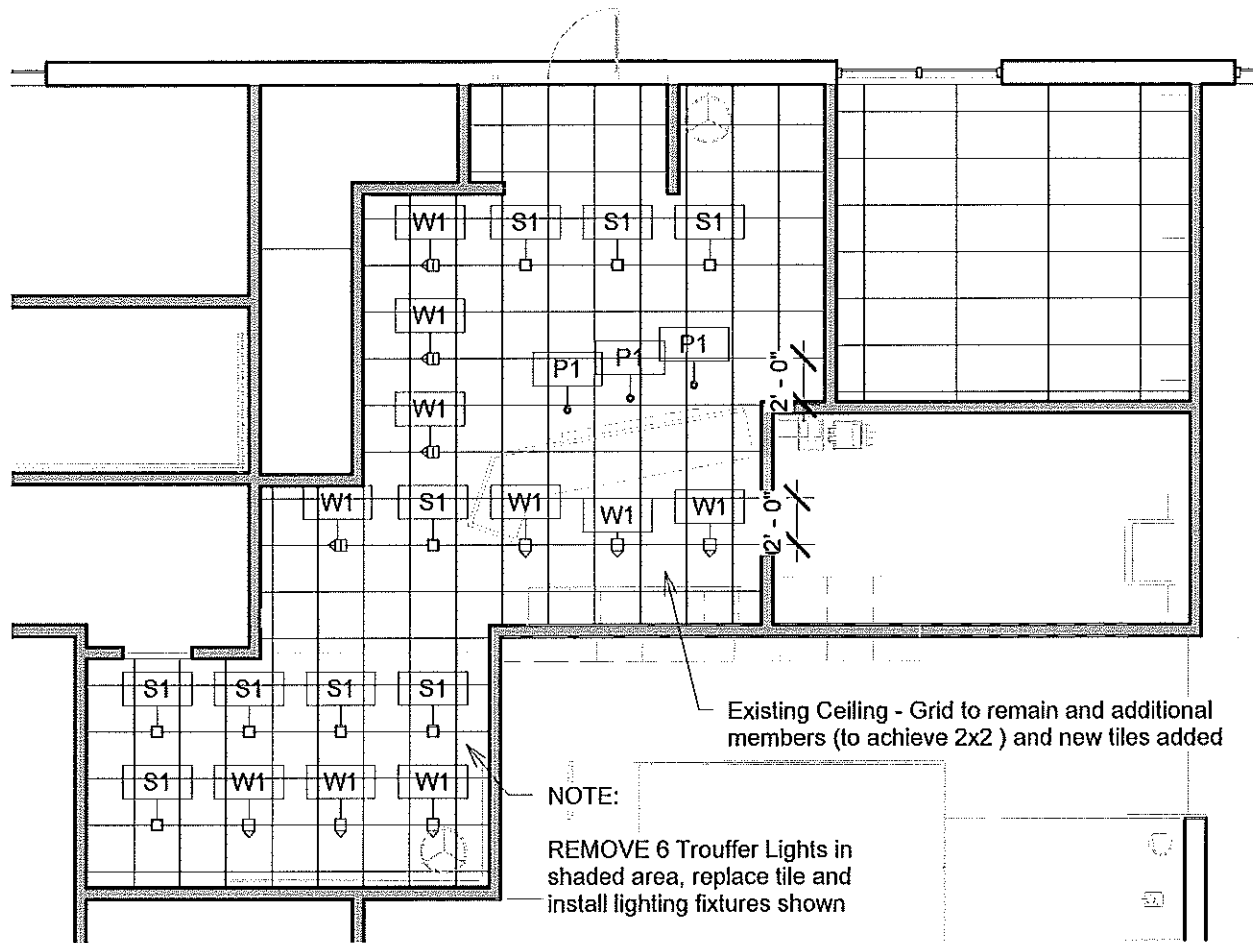 W1 S1 S1 S1
W1
P1 P1 P1
2' - 0"
W1
W1 S1 W1 W1 W1
2' - 0"
S1 S1 S1 S1
Existing Ceiling - Grid to remain and additional
members (to achieve 2x2 ) and new tiles added
S1 W1 W1 W1
NOTE:
REMOVE 6 Trouffer Lights in
shaded area, replace tile and
install lighting fixtures shown